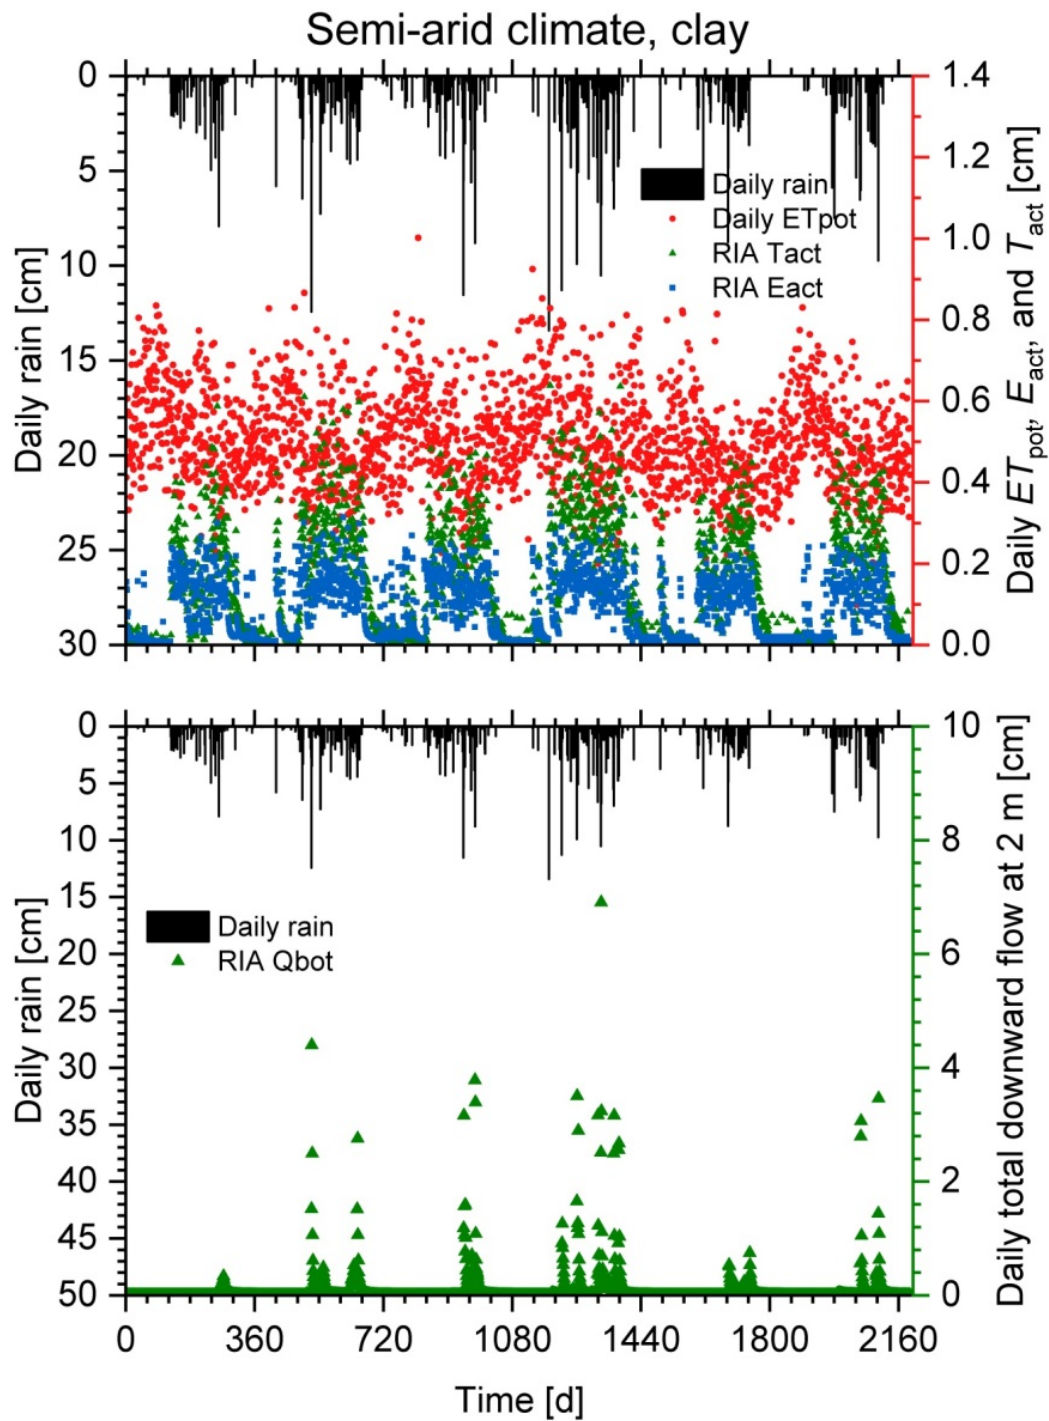 Semi-arid climate, clay
0
5
10
15
20
25
30
Daily rain [cm]
1.4
1.2
1.0
0.8
0.6
0.4
0.2
0.0
Daily ETpot, Eact, and Tact [cm]
Daily rain
Daily ETpot
RIA Tact
RIA Eact
0
5
10
15
20
25
30
35
40
45
50
Daily rain [cm]
10
8
6
4
2
0
Daily total downward flow at 2 m [cm]
Daily rain
RIA Qbot
0 360 720 1080 1440 1800 2160
Time [d]